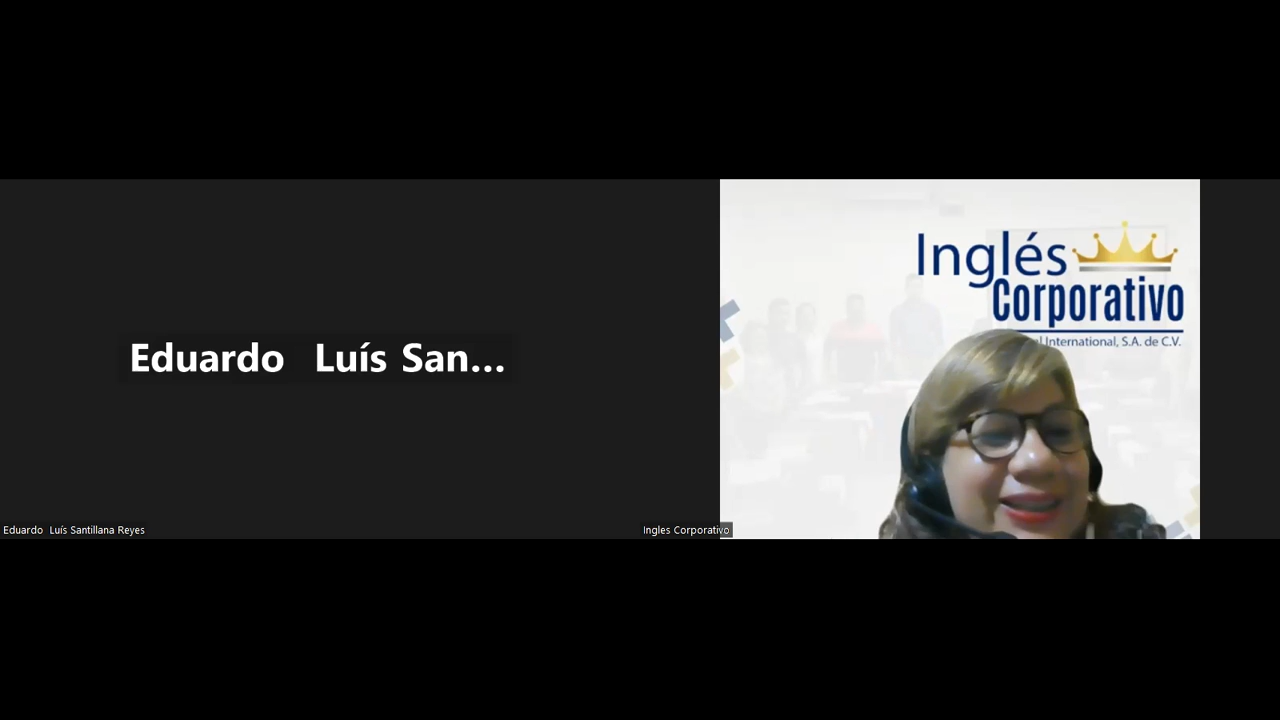 Eduardo Luís San...
Eduardo Luís Santillana Reyes
Inglés
Corporativo
International, S.A. de C.V.
Ingles Corporativo